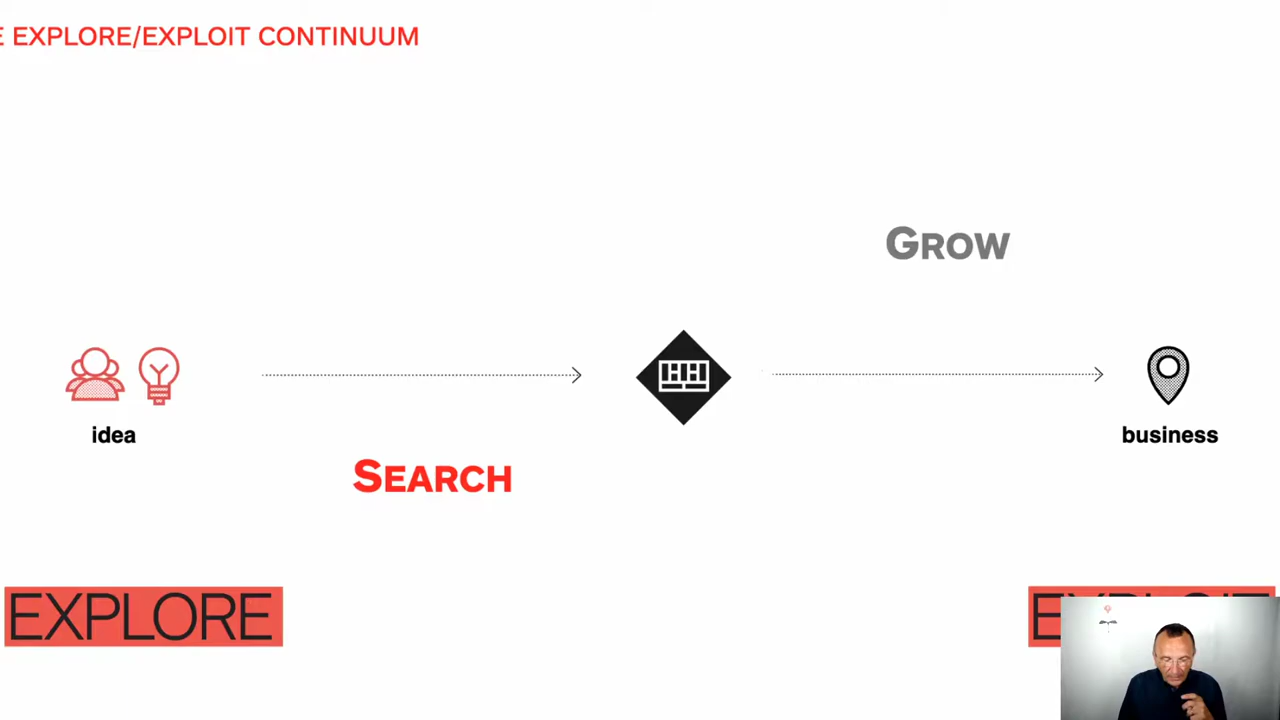 EXPLORE/EXPLOIT CONTINUUM
GROW
idea
business
SEARCH
EXPLORE